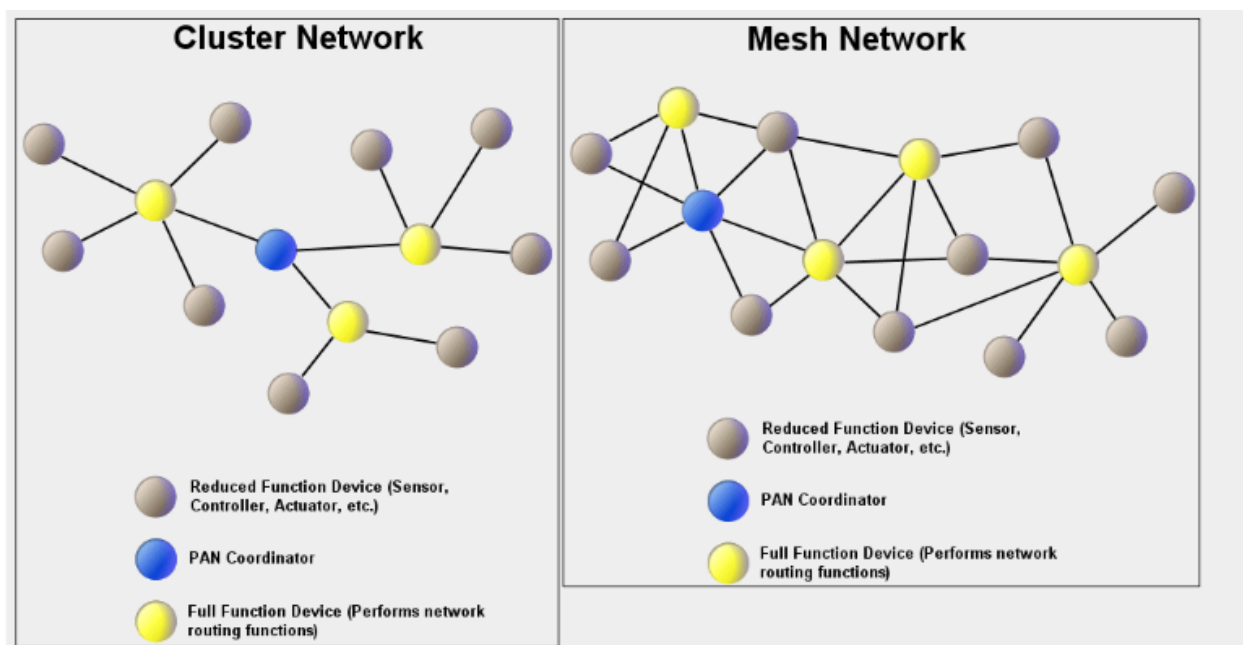 Cluster Network
Reduced Function Device (Sensor,
Controller, Actuator, etc.)
PAN Coordinator
Full Function Device (Performs network
routing functions)
Mesh Network
Reduced Function Device (Sensor,
Controller, Actuator, etc.)
PAN Coordinator
Full Function Device (Performs network
routing functions)